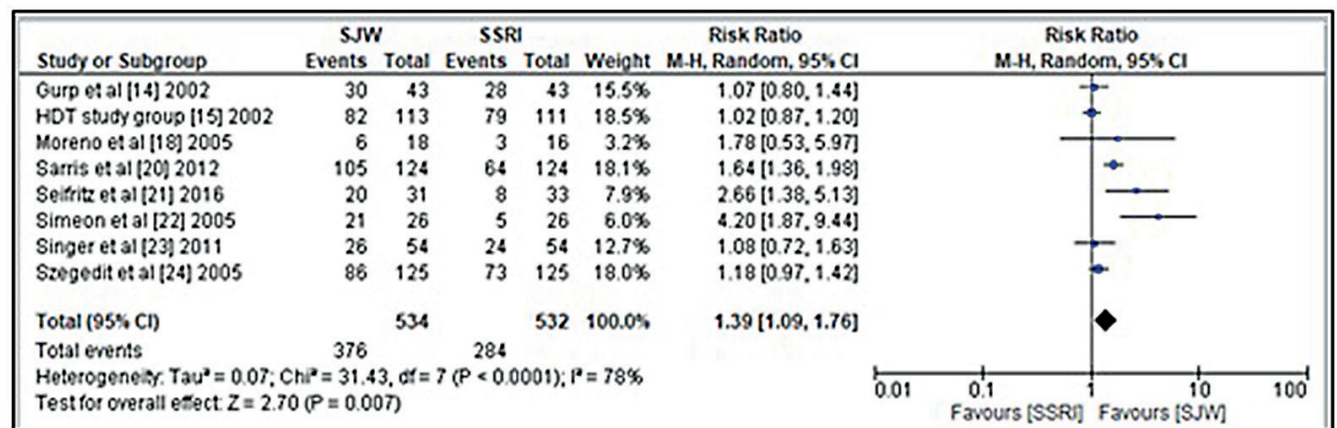 SJW SSRI Risk Ratio Risk Ratio
Study or Subgroup Events Total Events Total Weight M-H, Random, 95% CI M-H, Random, 95% CI
Gurp et al [14] 2002 30 43 28 43 15.5% 1.07 [0.80, 1.44]
HDT study group [15] 2002 82 113 79 111 18.5% 1.02 [0.87, 1.20]
Moreno et al [18] 2005 6 18 3 16 3.2% 1.78 [0.53, 5.97]
Sarris et al [20] 2012 105 124 64 124 18.1% 1.64 [1.36, 1.98]
Seifritz et al [21] 2016 20 31 8 33 7.9% 2.66 [1.38, 5.13]
Simeon et al [22] 2005 21 26 5 26 6.0% 4.20 [1.87, 9.44]
Singer et al [23] 2011 26 54 24 54 12.7% 1.08 [0.72, 1.63]
Szegedit et al [24] 2005 86 125 73 125 18.0% 1.18 [0.97, 1.42]
Total (95% CI) 534 532 100.0% 1.39 [1.09, 1.76]
Total events 376 284
Heterogeneity: Tau² = 0.07; Chi² = 31.43, df = 7 (P < 0.0001); I² = 78%
Test for overall effect: Z = 2.70 (P = 0.007)
0.01 0.1 1 10 100
Favours [SSRI] Favours [SJW]